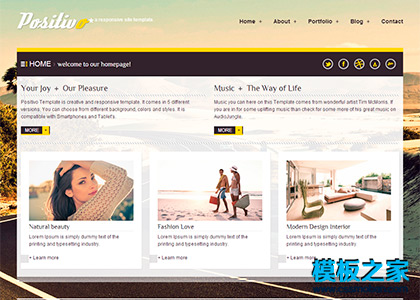 Positivo
a responsive site template
Home + About + Portfolio + Blog + Contact
HOME / welcome to our homepage!
Your Joy + Our Pleasure
Positivo Template is creative and responsive template. It comes in 5 different
versions. You can choose from different background, colors and styles. It is
compatible with Smartphones and Tablet's.
MORE +
Music + The Way of Life
Music you can here on this Template comes from wonderful artist Tim McMorris. If you
are in for some uplifting music than check for some more of his great music on
AudioJungle.
MORE +
Natural beauty
Lorem Ipsum is simply dummy text of the
printing and typesetting industry.
+ Learn more
Fashion Love
Lorem Ipsum is simply dummy text of the
printing and typesetting industry.
+ Learn more
Modern Design Interior
Lorem Ipsum is simply dummy text of the
printing and typesetting industry.
模板之家